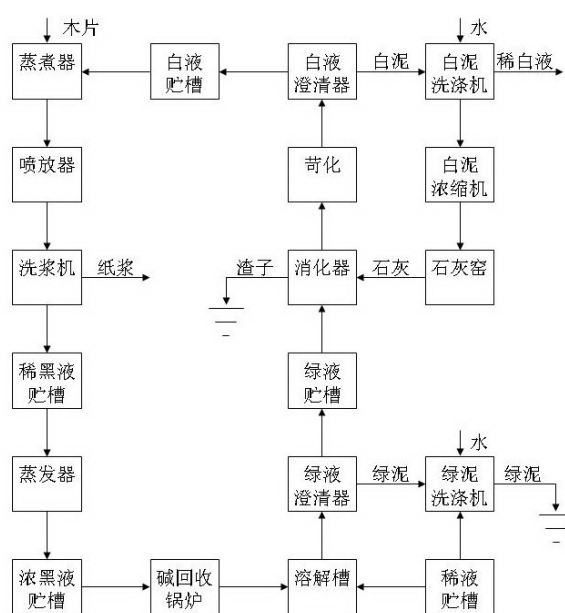 木片
水
蒸煮器
白液
贮槽
白液
澄清器
白泥
白泥
洗涤机
稀白液
喷放器
苛化
白泥
浓缩机
洗浆机
纸浆
渣子
消化器
石灰
石灰窑
稀黑液
贮槽
绿液
贮槽
水
蒸发器
绿液
澄清器
绿泥
绿泥
洗涤机
绿泥
浓黑液
贮槽
碱回收
锅炉
溶解槽
稀液
贮槽